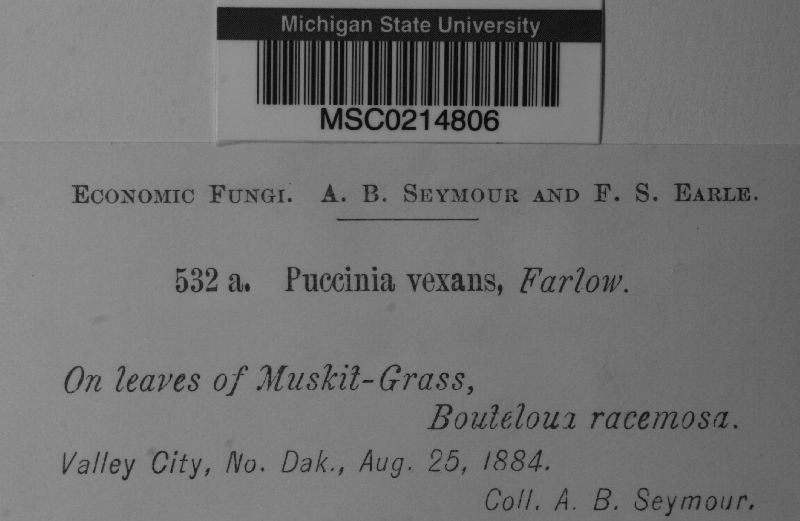 Michigan State University
MSC0214806
Economic Fungi. A. B. Seymour and F. S. Earle.
532 a. Puccinia vexans, Farlow.
On leaves of Muskit-Grass,
Bouteloua racemosa.
Valley City, No. Dak., Aug. 25, 1884.
Coll. A. B. Seymour.